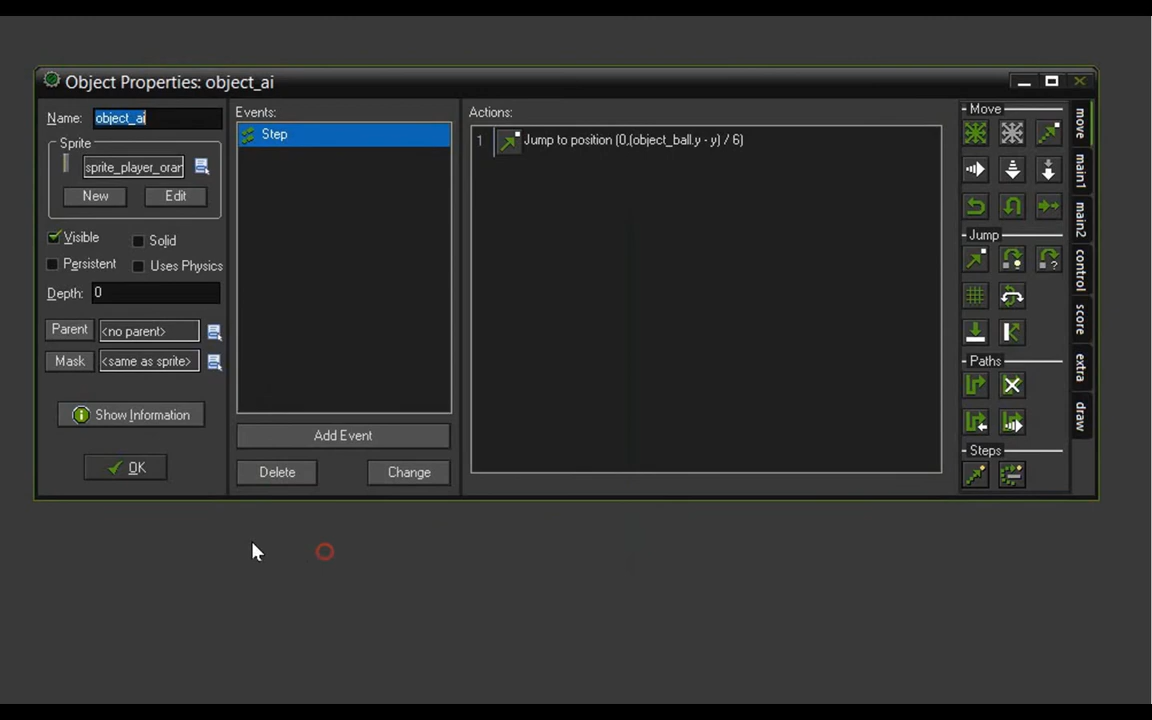 Object Properties: object_ai
Name: object_ai
Sprite
sprite_player_oran
New Edit
Visible Solid
Persistent Uses Physics
Depth: 0
Parent <no parent>
Mask <same as sprite>
Show Information
OK
Events:
Step
Add Event
Delete Change
Actions:
1 Jump to position (0,(object_ball.y - y) / 6)
Move
Jump
?
Paths
Steps
move
main1
main2
control
score
extra
draw